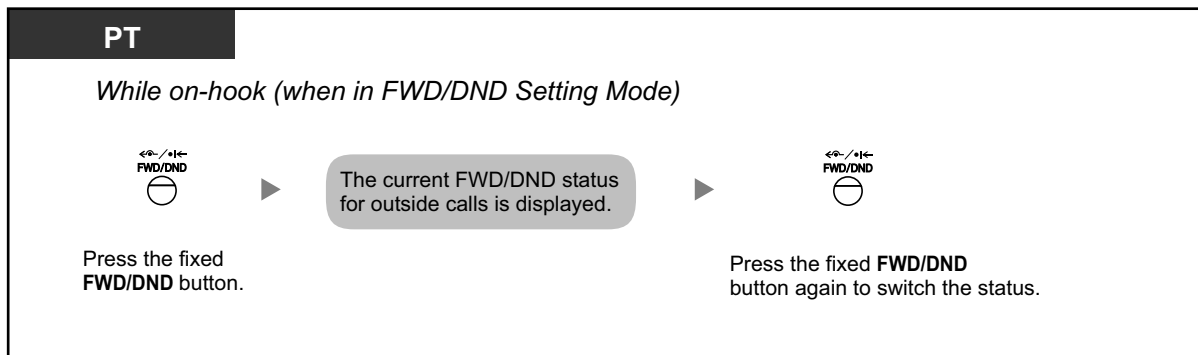 PT
While on-hook (when in FWD/DND Setting Mode)
FWD/DND
The current FWD/DND status
for outside calls is displayed.
FWD/DND
Press the fixed
FWD/DND button.
Press the fixed FWD/DND
button again to switch the status.